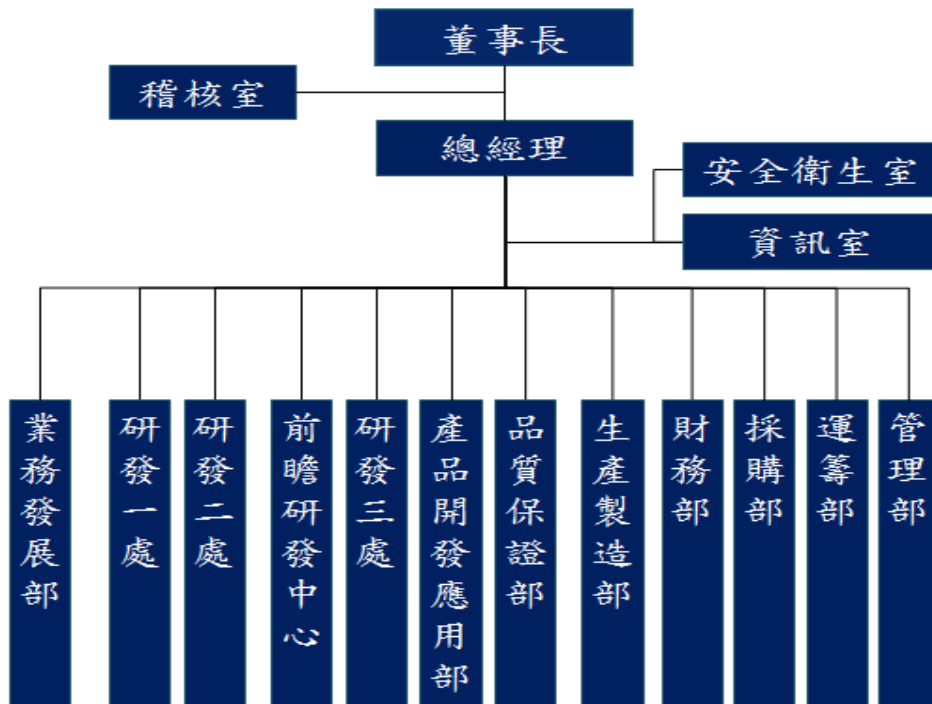 董事長
稽核室
總經理
安全衛生室
資訊室
業務發展部
研發一處
研發二處
前瞻研發中心
研發三處
產品開發應用部
品質保證部
生產製造部
財務部
採購部
運籌部
管理部